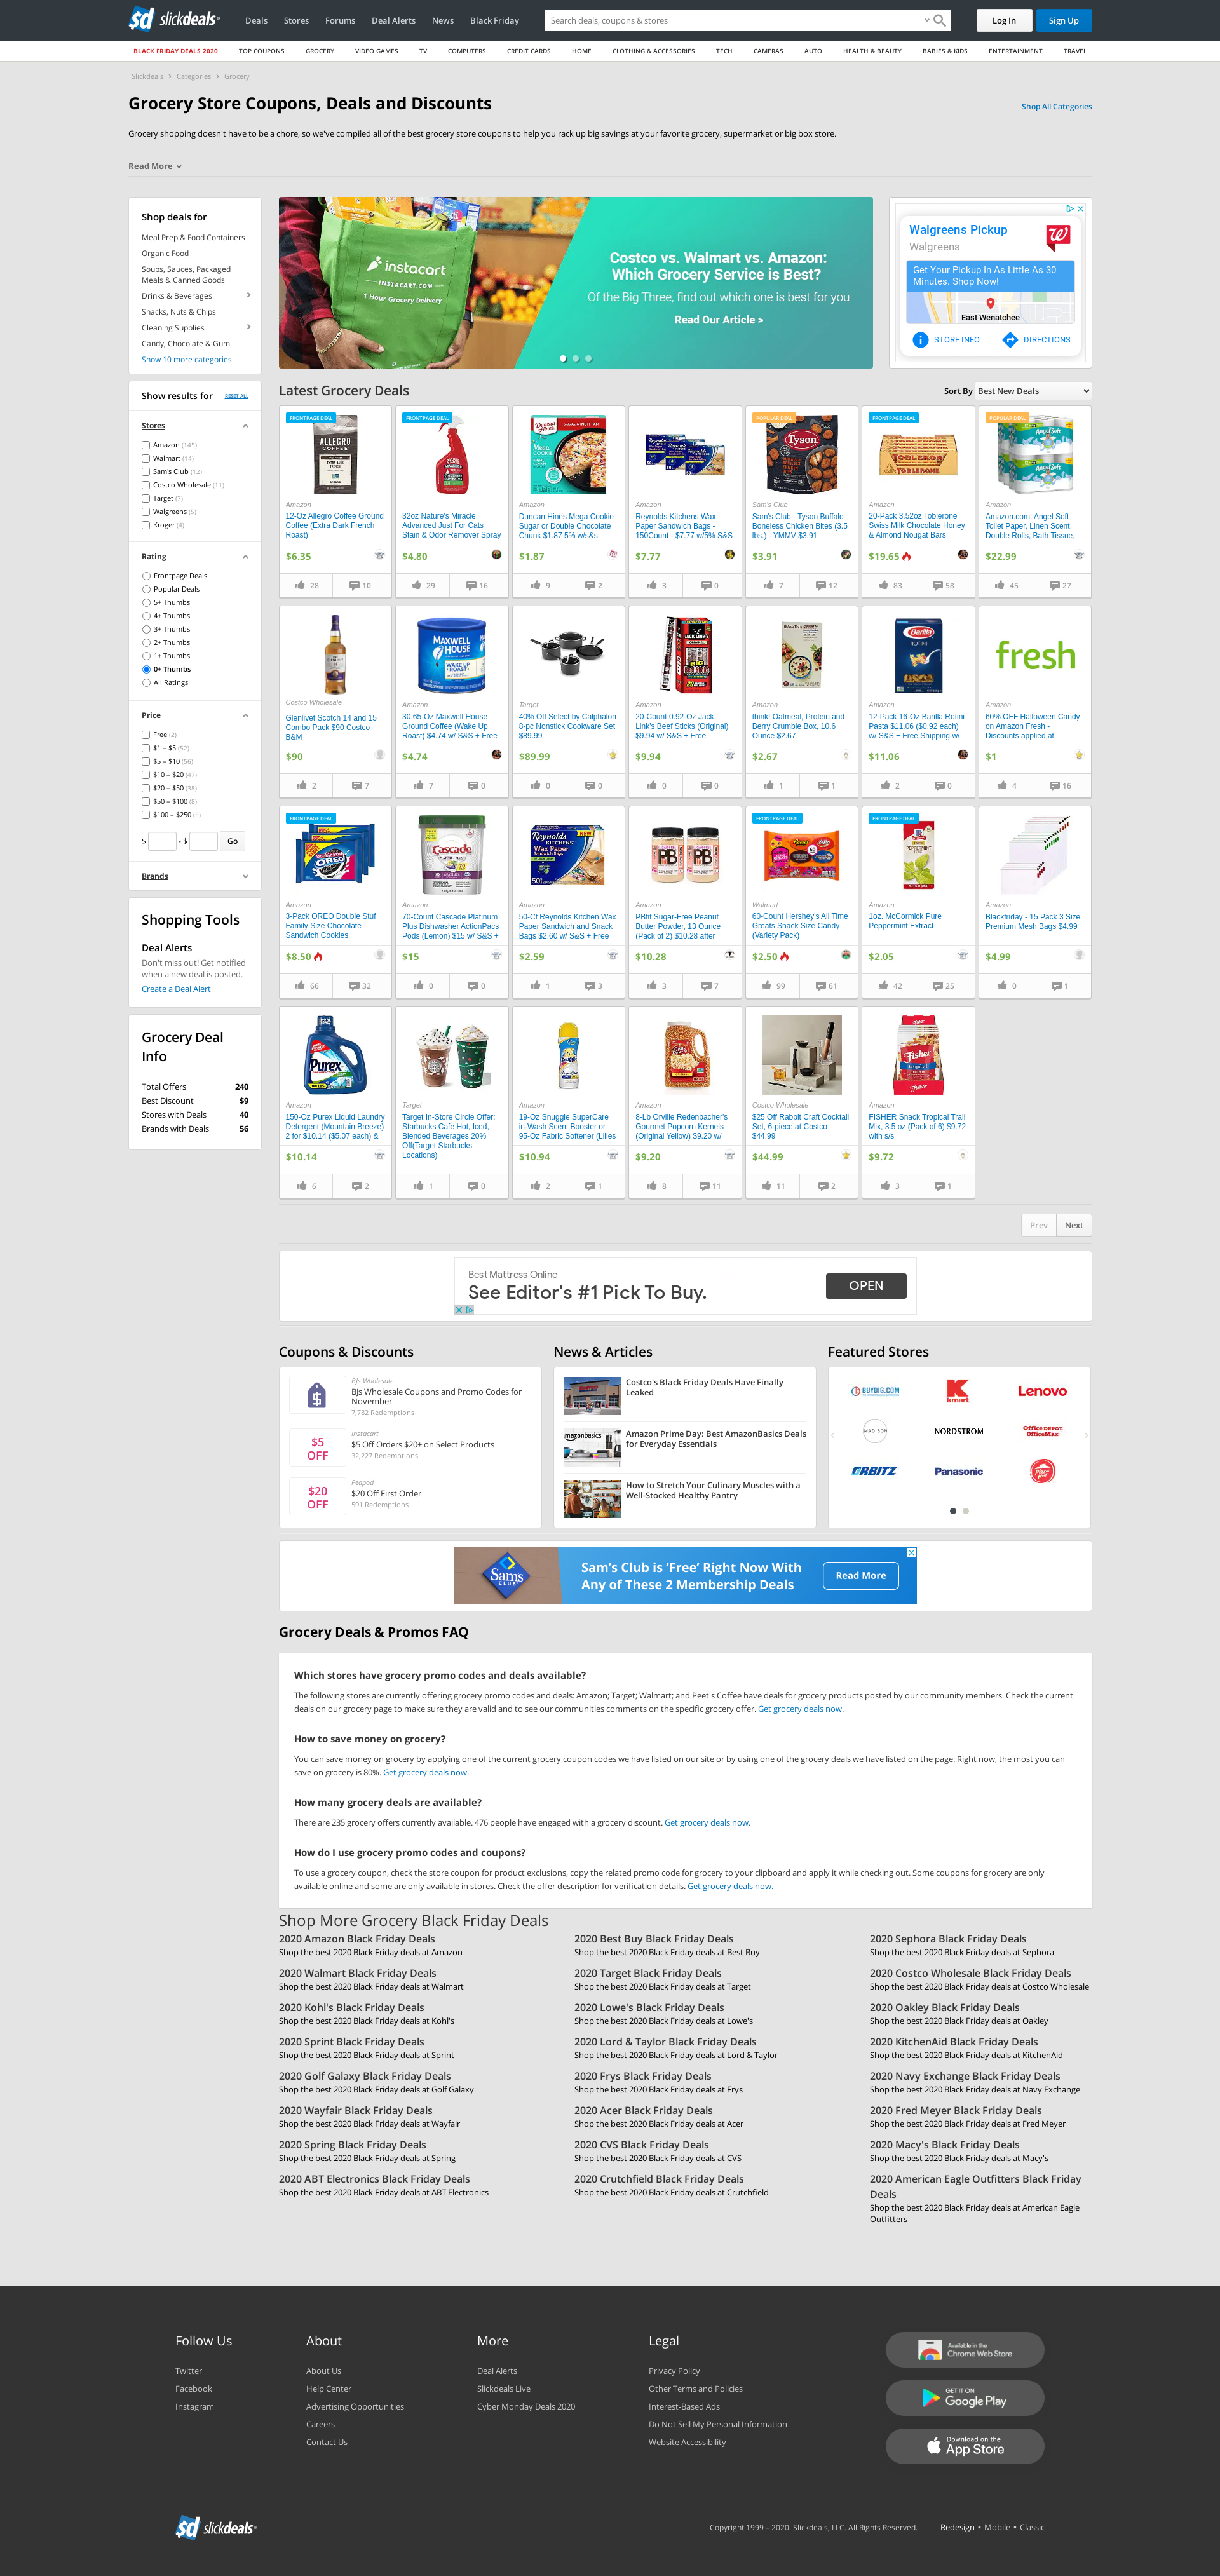 slickdeals
Deals
Stores
Forums
Deal Alerts
News
Black Friday
Search deals, coupons & stores
Log In
Sign Up
BLACK FRIDAY DEALS 2020
TOP COUPONS
GROCERY
VIDEO GAMES
TV
COMPUTERS
CREDIT CARDS
HOME
CLOTHING & ACCESSORIES
TECH
CAMERAS
AUTO
HEALTH & BEAUTY
BABIES & KIDS
ENTERTAINMENT
TRAVEL
Slickdeals > Categories > Grocery
Grocery Store Coupons, Deals and Discounts
Shop All Categories
Grocery shopping doesn't have to be a chore, so we've compiled all of the best grocery store coupons to help you rack up big savings at your favorite grocery, supermarket or big box store.
Read More
Shop deals for
Meal Prep & Food Containers
Organic Food
Soups, Sauces, Packaged
Meals & Canned Goods
Drinks & Beverages
Snacks, Nuts & Chips
Cleaning Supplies
Candy, Chocolate & Gum
Show 10 more categories
Show results for
RESET ALL
Stores
Amazon (145)
Walmart (14)
Sam's Club (12)
Costco Wholesale (11)
Target (7)
Walgreens (5)
Kroger (4)
Rating
Frontpage Deals
Popular Deals
5+ Thumbs
4+ Thumbs
3+ Thumbs
2+ Thumbs
1+ Thumbs
0+ Thumbs
All Ratings
Price
Free (2)
$1 – $5 (52)
$5 – $10 (56)
$10 – $20 (47)
$20 – $50 (38)
$50 – $100 (8)
$100 – $250 (5)
$ - $ Go
Brands
Shopping Tools
Deal Alerts
Don't miss out! Get notified
when a new deal is posted.
Create a Deal Alert
Grocery Deal
Info
Total Offers 240
Best Discount $9
Stores with Deals 40
Brands with Deals 56
instacart
INSTACART.COM
1 Hour Grocery Delivery
Costco vs. Walmart vs. Amazon:
Which Grocery Service is Best?
Of the Big Three, find out which one is best for you
Read Our Article >
Walgreens Pickup
Walgreens
Get Your Pickup In As Little As 30
Minutes. Shop Now!
East Wenatchee
STORE INFO
DIRECTIONS
Latest Grocery Deals
Sort By Best New Deals
FRONTPAGE DEAL
ALLEGRO
COFFEE
Amazon
12-Oz Allegro Coffee Ground
Coffee (Extra Dark French
Roast)
$6.35
28 10
FRONTPAGE DEAL
32oz Nature's Miracle
Advanced Just For Cats
Stain & Odor Remover Spray
$4.80
29 16
Duncan Hines
Mega
COOKIE
Amazon
Duncan Hines Mega Cookie
Sugar or Double Chocolate
Chunk $1.87 5% w/s&s
$1.87
9 2
Amazon
Reynolds Kitchens Wax
Paper Sandwich Bags -
150Count - $7.77 w/5% S&S
$7.77
3 0
POPULAR DEAL
Tyson
Sam's Club
Sam's Club - Tyson Buffalo
Boneless Chicken Bites (3.5
lbs.) - YMMV $3.91
$3.91
7 12
FRONTPAGE DEAL
TOBLERONE
TOBLERONE
Amazon
20-Pack 3.52oz Toblerone
Swiss Milk Chocolate Honey
& Almond Nougat Bars
$19.65
83 58
POPULAR DEAL
Angel Soft
Amazon
Amazon.com: Angel Soft
Toilet Paper, Linen Scent,
Double Rolls, Bath Tissue,
$22.99
45 27
Costco Wholesale
Glenlivet Scotch 14 and 15
Combo Pack $90 Costco
B&M
$90
2 7
MAXWELL
HOUSE
WAKE UP
ROAST
Amazon
30.65-Oz Maxwell House
Ground Coffee (Wake Up
Roast) $4.74 w/ S&S + Free
$4.74
7 0
Target
40% Off Select by Calphalon
8-pc Nonstick Cookware Set
$89.99
$89.99
0 0
JACK LINK'S
Amazon
20-Count 0.92-Oz Jack
Link's Beef Sticks (Original)
$9.94 w/ S&S + Free
$9.94
0 0
Amazon
think! Oatmeal, Protein and
Berry Crumble Box, 10.6
Ounce $2.67
$2.67
1 1
Barilla
ROTINI
Amazon
12-Pack 16-Oz Barilla Rotini
Pasta $11.06 ($0.92 each)
w/ S&S + Free Shipping w/
$11.06
2 0
fresh
Amazon
60% OFF Halloween Candy
on Amazon Fresh -
Discounts applied at
$1
4 16
FRONTPAGE DEAL
OREO
Amazon
3-Pack OREO Double Stuf
Family Size Chocolate
Sandwich Cookies
$8.50
66 32
Cascade
Amazon
70-Count Cascade Platinum
Plus Dishwasher ActionPacs
Pods (Lemon) $15 w/ S&S +
$15
0 0
Reynolds
KITCHENS
Wax Paper
50
Amazon
50-Ct Reynolds Kitchen Wax
Paper Sandwich and Snack
Bags $2.60 w/ S&S + Free
$2.59
1 3
PB PB
Amazon
PBfit Sugar-Free Peanut
Butter Powder, 13 Ounce
(Pack of 2) $10.28 after
$10.28
3 7
FRONTPAGE DEAL
Walmart
60-Count Hershey's All Time
Greats Snack Size Candy
(Variety Pack)
$2.50
99 61
FRONTPAGE DEAL
Amazon
1oz. McCormick Pure
Peppermint Extract
$2.05
42 25
Amazon
Blackfriday - 15 Pack 3 Size
Premium Mesh Bags $4.99
$4.99
0 1
Purex
Amazon
150-Oz Purex Liquid Laundry
Detergent (Mountain Breeze)
2 for $10.14 ($5.07 each) &
$10.14
6 2
Target
Target In-Store Circle Offer:
Starbucks Cafe Hot, Iced,
Blended Beverages 20%
Off(Target Starbucks
Locations)
1 0
Amazon
19-Oz Snuggle SuperCare
in-Wash Scent Booster or
95-Oz Fabric Softener (Lilies
$10.94
2 1
Amazon
8-Lb Orville Redenbacher's
Gourmet Popcorn Kernels
(Original Yellow) $9.20 w/
$9.20
8 11
Costco Wholesale
$25 Off Rabbit Craft Cocktail
Set, 6-piece at Costco
$44.99
$44.99
11 2
Fisher
Amazon
FISHER Snack Tropical Trail
Mix, 3.5 oz (Pack of 6) $9.72
with s/s
$9.72
3 1
Prev Next
Best Mattress Online
See Editor's #1 Pick To Buy.
OPEN
Coupons & Discounts
BJs Wholesale
BJs Wholesale Coupons and Promo Codes for
November
7,782 Redemptions
$5
OFF
Instacart
$5 Off Orders $20+ on Select Products
32,227 Redemptions
$20
OFF
Peapod
$20 Off First Order
591 Redemptions
News & Articles
Costco's Black Friday Deals Have Finally
Leaked
amazonbasics
Amazon Prime Day: Best AmazonBasics Deals
for Everyday Essentials
How to Stretch Your Culinary Muscles with a
Well-Stocked Healthy Pantry
Featured Stores
BUYDIG.COM
kmart
Lenovo
MADISON
NORDSTROM
Office DEPOT
OfficeMax
ORBITZ
Panasonic
Pizza Hut
Sam's
CLUB
Sam's Club is 'Free' Right Now With
Any of These 2 Membership Deals
Read More
Grocery Deals & Promos FAQ
Which stores have grocery promo codes and deals available?
The following stores are currently offering grocery promo codes and deals: Amazon; Target; Walmart; and Peet's Coffee have deals for grocery products posted by our community members. Check the current
deals on our grocery page to make sure they are valid and to see our communities comments on the specific grocery offer. Get grocery deals now.
How to save money on grocery?
You can save money on grocery by applying one of the current grocery coupon codes we have listed on our site or by using one of the grocery deals we have listed on the page. Right now, the most you can
save on grocery is 80%. Get grocery deals now.
How many grocery deals are available?
There are 235 grocery offers currently available. 476 people have engaged with a grocery discount. Get grocery deals now.
How do I use grocery promo codes and coupons?
To use a grocery coupon, check the store coupon for product exclusions, copy the related promo code for grocery to your clipboard and apply it while checking out. Some coupons for grocery are only
available online and some are only available in stores. Check the offer description for verification details. Get grocery deals now.
Shop More Grocery Black Friday Deals
2020 Amazon Black Friday Deals
Shop the best 2020 Black Friday deals at Amazon
2020 Best Buy Black Friday Deals
Shop the best 2020 Black Friday deals at Best Buy
2020 Sephora Black Friday Deals
Shop the best 2020 Black Friday deals at Sephora
2020 Walmart Black Friday Deals
Shop the best 2020 Black Friday deals at Walmart
2020 Target Black Friday Deals
Shop the best 2020 Black Friday deals at Target
2020 Costco Wholesale Black Friday Deals
Shop the best 2020 Black Friday deals at Costco Wholesale
2020 Kohl's Black Friday Deals
Shop the best 2020 Black Friday deals at Kohl's
2020 Lowe's Black Friday Deals
Shop the best 2020 Black Friday deals at Lowe's
2020 Oakley Black Friday Deals
Shop the best 2020 Black Friday deals at Oakley
2020 Sprint Black Friday Deals
Shop the best 2020 Black Friday deals at Sprint
2020 Lord & Taylor Black Friday Deals
Shop the best 2020 Black Friday deals at Lord & Taylor
2020 KitchenAid Black Friday Deals
Shop the best 2020 Black Friday deals at KitchenAid
2020 Golf Galaxy Black Friday Deals
Shop the best 2020 Black Friday deals at Golf Galaxy
2020 Frys Black Friday Deals
Shop the best 2020 Black Friday deals at Frys
2020 Navy Exchange Black Friday Deals
Shop the best 2020 Black Friday deals at Navy Exchange
2020 Wayfair Black Friday Deals
Shop the best 2020 Black Friday deals at Wayfair
2020 Acer Black Friday Deals
Shop the best 2020 Black Friday deals at Acer
2020 Fred Meyer Black Friday Deals
Shop the best 2020 Black Friday deals at Fred Meyer
2020 Spring Black Friday Deals
Shop the best 2020 Black Friday deals at Spring
2020 CVS Black Friday Deals
Shop the best 2020 Black Friday deals at CVS
2020 Macy's Black Friday Deals
Shop the best 2020 Black Friday deals at Macy's
2020 ABT Electronics Black Friday Deals
Shop the best 2020 Black Friday deals at ABT Electronics
2020 Crutchfield Black Friday Deals
Shop the best 2020 Black Friday deals at Crutchfield
2020 American Eagle Outfitters Black Friday
Deals
Shop the best 2020 Black Friday deals at American Eagle
Outfitters
Follow Us
Twitter
Facebook
Instagram
About
About Us
Help Center
Advertising Opportunities
Careers
Contact Us
More
Deal Alerts
Slickdeals Live
Cyber Monday Deals 2020
Legal
Privacy Policy
Other Terms and Policies
Interest-Based Ads
Do Not Sell My Personal Information
Website Accessibility
Available in the
Chrome Web Store
GET IT ON
Google Play
Download on the
App Store
slickdeals
Copyright 1999 – 2020. Slickdeals, LLC. All Rights Reserved.
Redesign • Mobile • Classic